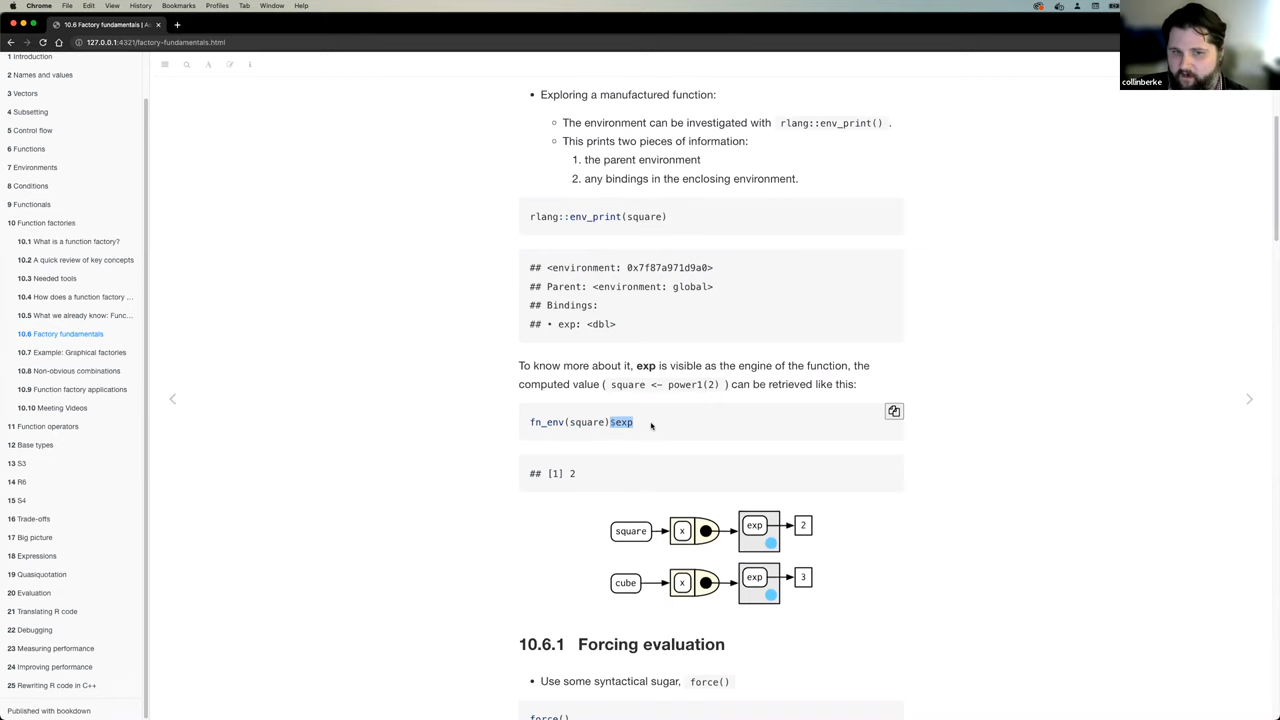 Chrome File Edit View History Bookmarks Profiles Tab Window Help
10.6 Factory fundamentals | A
127.0.0.1:4321/factory-fundamentals.html
collinberke
1 Introduction
2 Names and values
3 Vectors
4 Subsetting
5 Control flow
6 Functions
7 Environments
8 Conditions
9 Functionals
10 Function factories
10.1 What is a function factory?
10.2 A quick review of key concepts
10.3 Needed tools
10.4 How does a function factory …
10.5 What we already know: Func…
10.6 Factory fundamentals
10.7 Example: Graphical factories
10.8 Non-obvious combinations
10.9 Function factory applications
10.10 Meeting Videos
11 Function operators
12 Base types
13 S3
14 R6
15 S4
16 Trade-offs
17 Big picture
18 Expressions
19 Quasiquotation
20 Evaluation
21 Translating R code
22 Debugging
23 Measuring performance
24 Improving performance
25 Rewriting R code in C++
Published with bookdown
• Exploring a manufactured function:
The environment can be investigated with rlang::env_print() .
This prints two pieces of information:
1. the parent environment
2. any bindings in the enclosing environment.
rlang::env_print(square)
## <environment: 0x7f87a971d9a0>
## Parent: <environment: global>
## Bindings:
## • exp: <dbl>
To know more about it, exp is visible as the engine of the function, the
computed value ( square <- power1(2) ) can be retrieved like this:
fn_env(square)$exp
## [1] 2
square x exp 2
cube x exp 3
10.6.1 Forcing evaluation
• Use some syntactical sugar, force()
force()